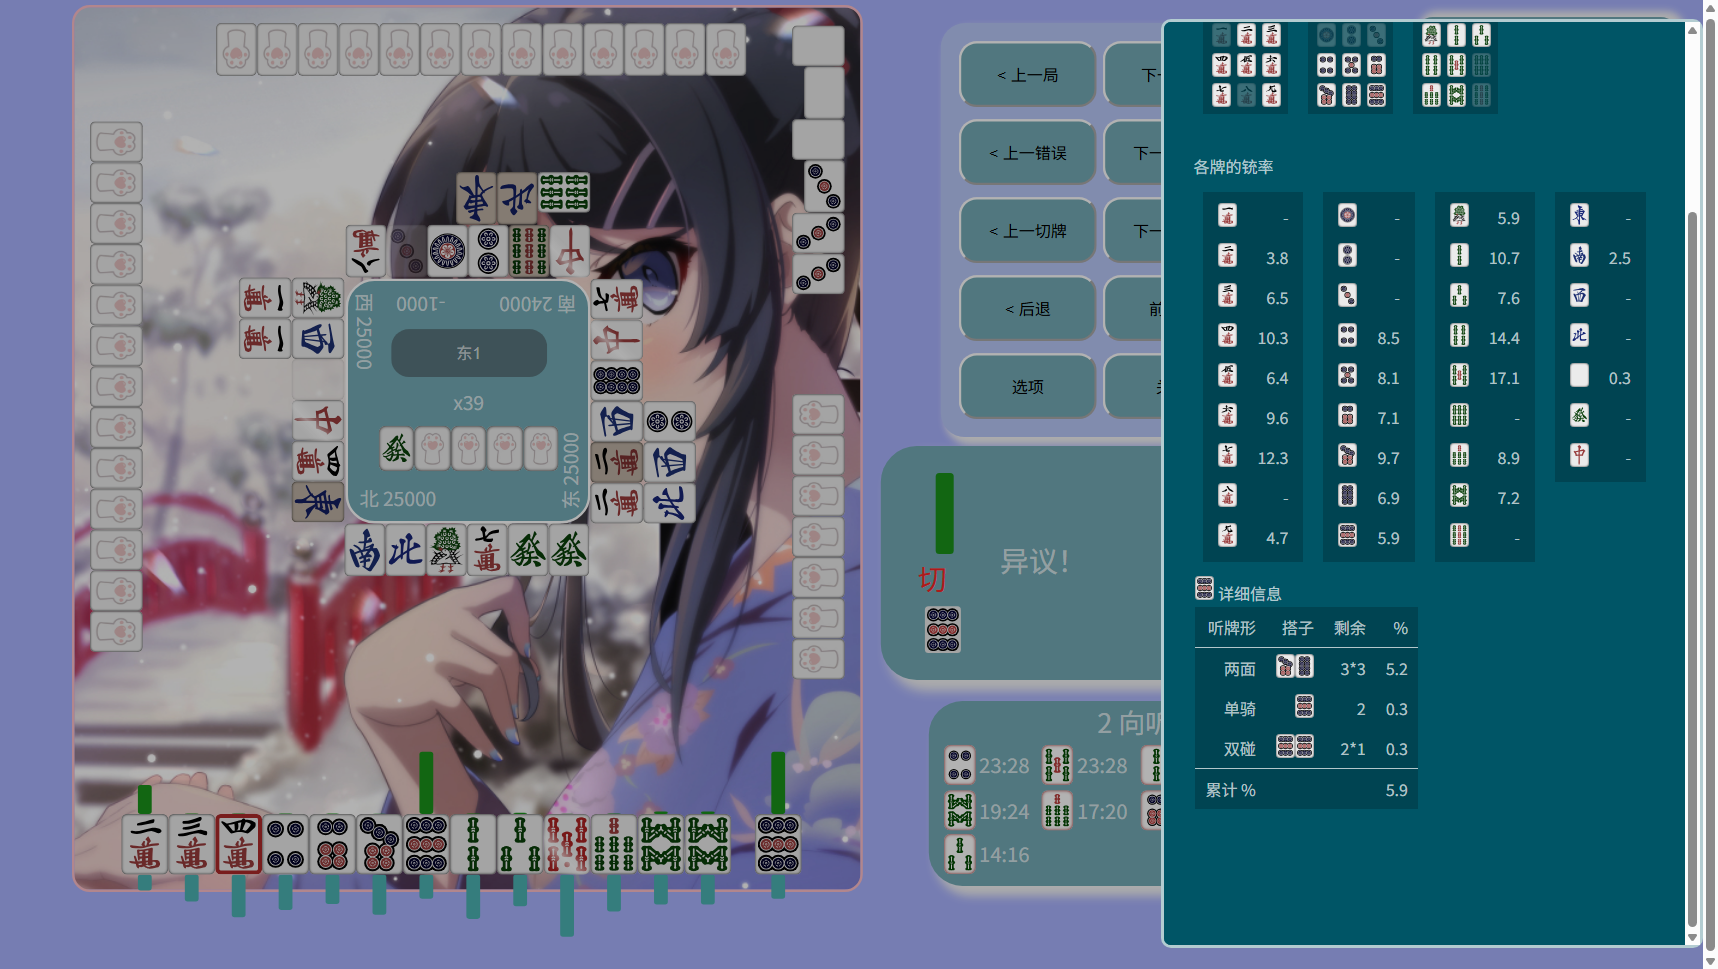 西 25000
-1000
南 24000
东1
x39
北 25000
东 25000
< 上一局
下一
< 上一错误
下一
< 上一切牌
下一
< 后退
前
选项
异议！
切
2 向听
23:28
23:28
19:24
17:20
14:16
各牌的铳率
-
-
5.9
-
3.8
-
10.7
2.5
6.5
-
7.6
-
10.3
8.5
14.4
-
6.4
8.1
17.1
0.3
9.6
7.1
-
-
12.3
9.7
8.9
-
-
6.9
7.2
4.7
5.9
-
详细信息
听牌形 搭子 剩余 %
两面 3*3 5.2
单骑 2 0.3
双碰 2*1 0.3
累计 % 5.9